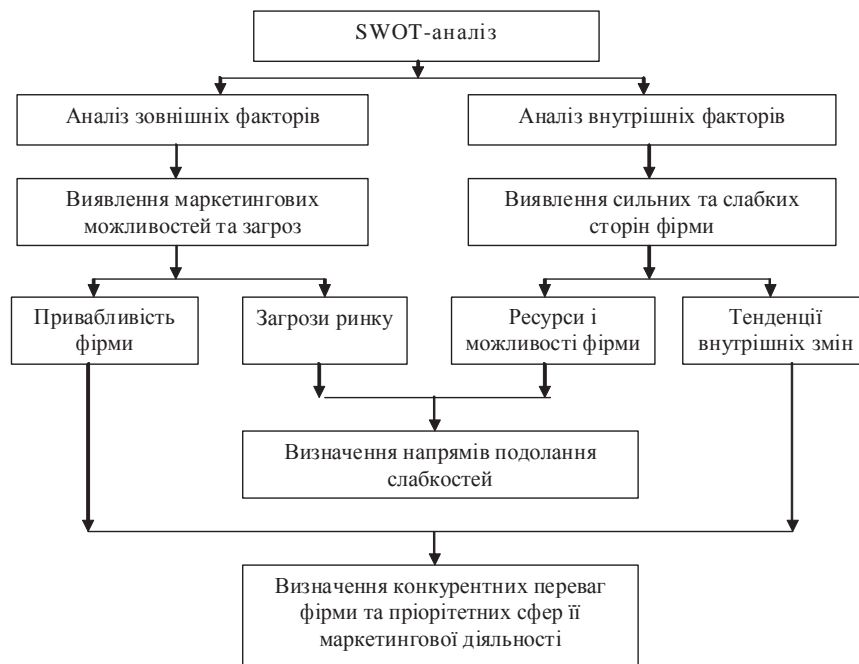 SWOT-аналіз
Аналіз зовнішніх факторів
Аналіз внутрішніх факторів
Виявлення маркетингових
можливостей та загроз
Виявлення сильних та слабких
сторін фірми
Привабливість
фірми
Загрози ринку
Ресурси і
можливості фірми
Тенденції
внутрішніх змін
Визначення напрямів подолання
слабкостей
Визначення конкурентних переваг
фірми та пріорітетних сфер її
маркетингової діяльності